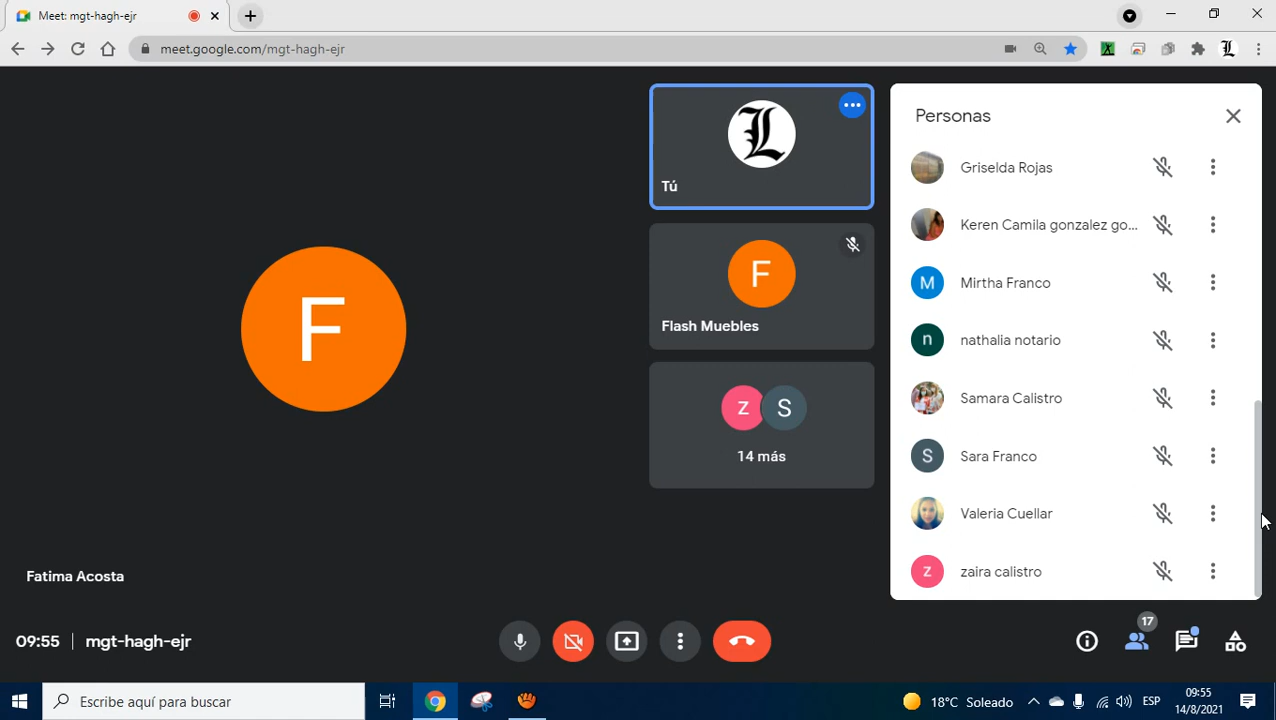 Meet: mgt-hagh-ejr
meet.google.com/mgt-hagh-ejr
L
F
Fatima Acosta
L
Tú
F
Flash Muebles
z S
14 más
Personas
Griselda Rojas
Keren Camila gonzalez go...
M Mirtha Franco
n nathalia notario
Samara Calistro
S Sara Franco
Valeria Cuellar
z zaira calistro
09:55 | mgt-hagh-ejr
17
Escribe aquí para buscar
18°C Soleado
ESP
09:55
14/8/2021